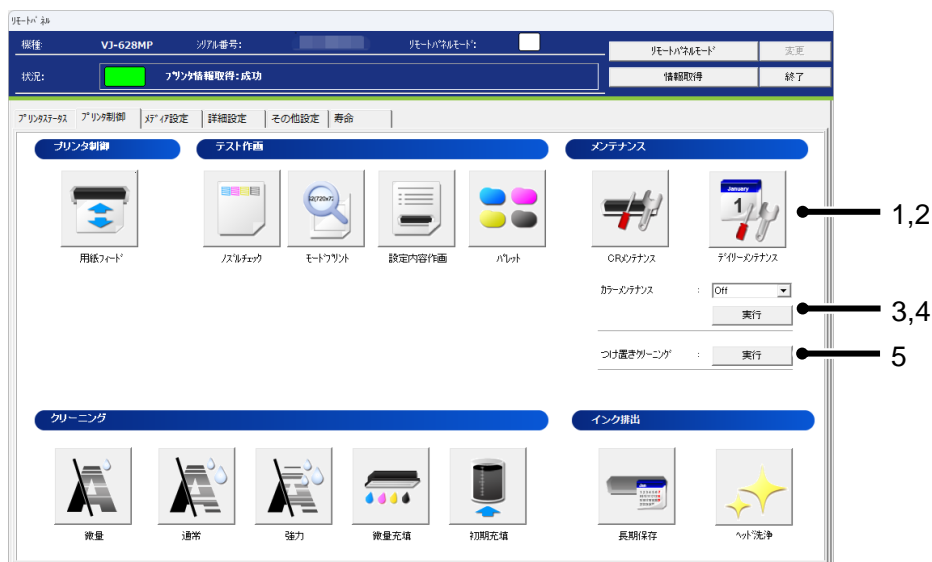 リモートパネル
機種: VJ-628MP シリアル番号: リモートパネルモード:
リモートパネルモード 変更
状況: プリンタ情報取得:成功
情報取得 終了
プリンタステータス プリンタ制御 メディア設定 詳細設定 その他設定 寿命
プリンタ制御 テスト作画 メンテナンス
January
1
1,2
用紙フィード ノズルチェック モードプリント 設定内容作画 パレット CRメンテナンス デイリーメンテナンス
カラーメンテナンス : Off
実行
3,4
つけ置きクリーニング : 実行
5
クリーニング インク排出
微量 通常 強力 微量充填 初期充填 長期保存 ヘッド洗浄